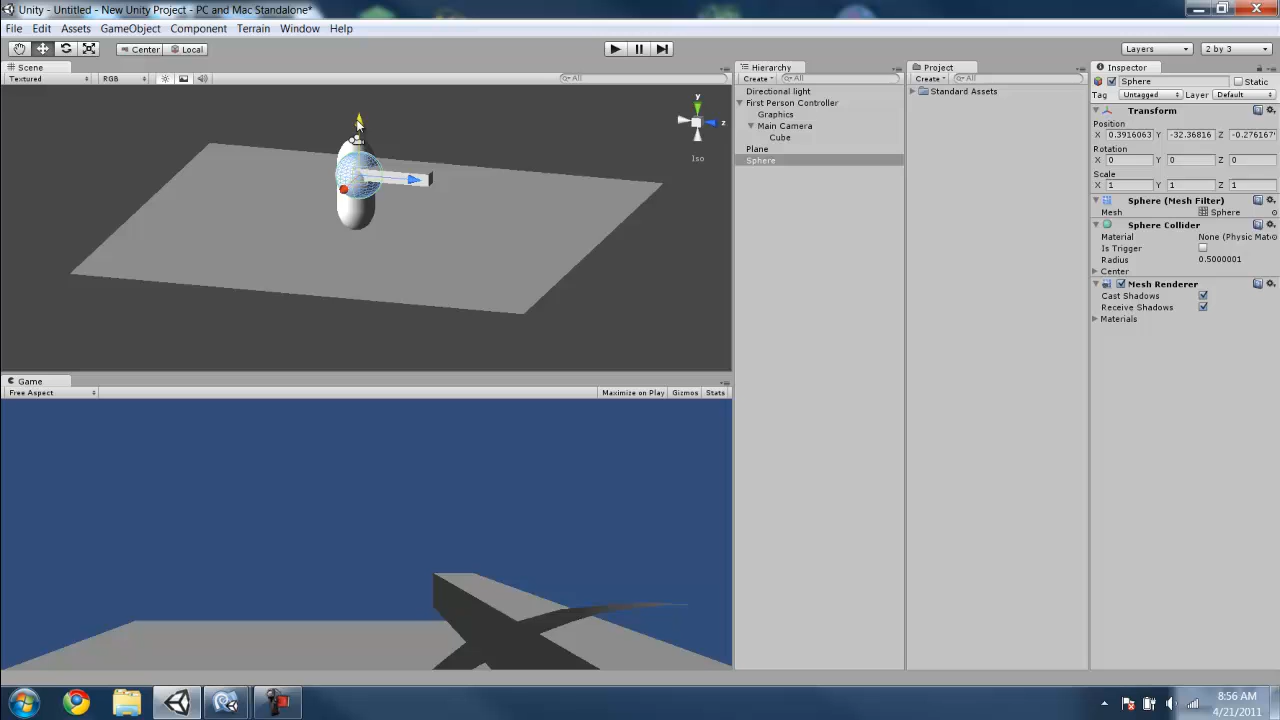 Unity - Untitled - New Unity Project - PC and Mac Standalone*
File Edit Assets GameObject Component Terrain Window Help
Center Local Layers 2 by 3
Scene
Textured RGB All
y
z
Iso
Game
Free Aspect Maximize on Play Gizmos Stats
Hierarchy
Create All
Directional light
First Person Controller
Graphics
Main Camera
Cube
Plane
Sphere
Project
Create All
Standard Assets
Inspector
Sphere Static
Tag Untagged Layer Default
Transform
Position
X 0.3916063 Y -32.36816 Z -0.276167
Rotation
X 0 Y 0 Z 0
Scale
X 1 Y 1 Z 1
Sphere (Mesh Filter)
Mesh Sphere
Sphere Collider
Material None (Physic Mat
Is Trigger
Radius 0.5000001
Center
Mesh Renderer
Cast Shadows
Receive Shadows
Materials
8:56 AM
4/21/2011